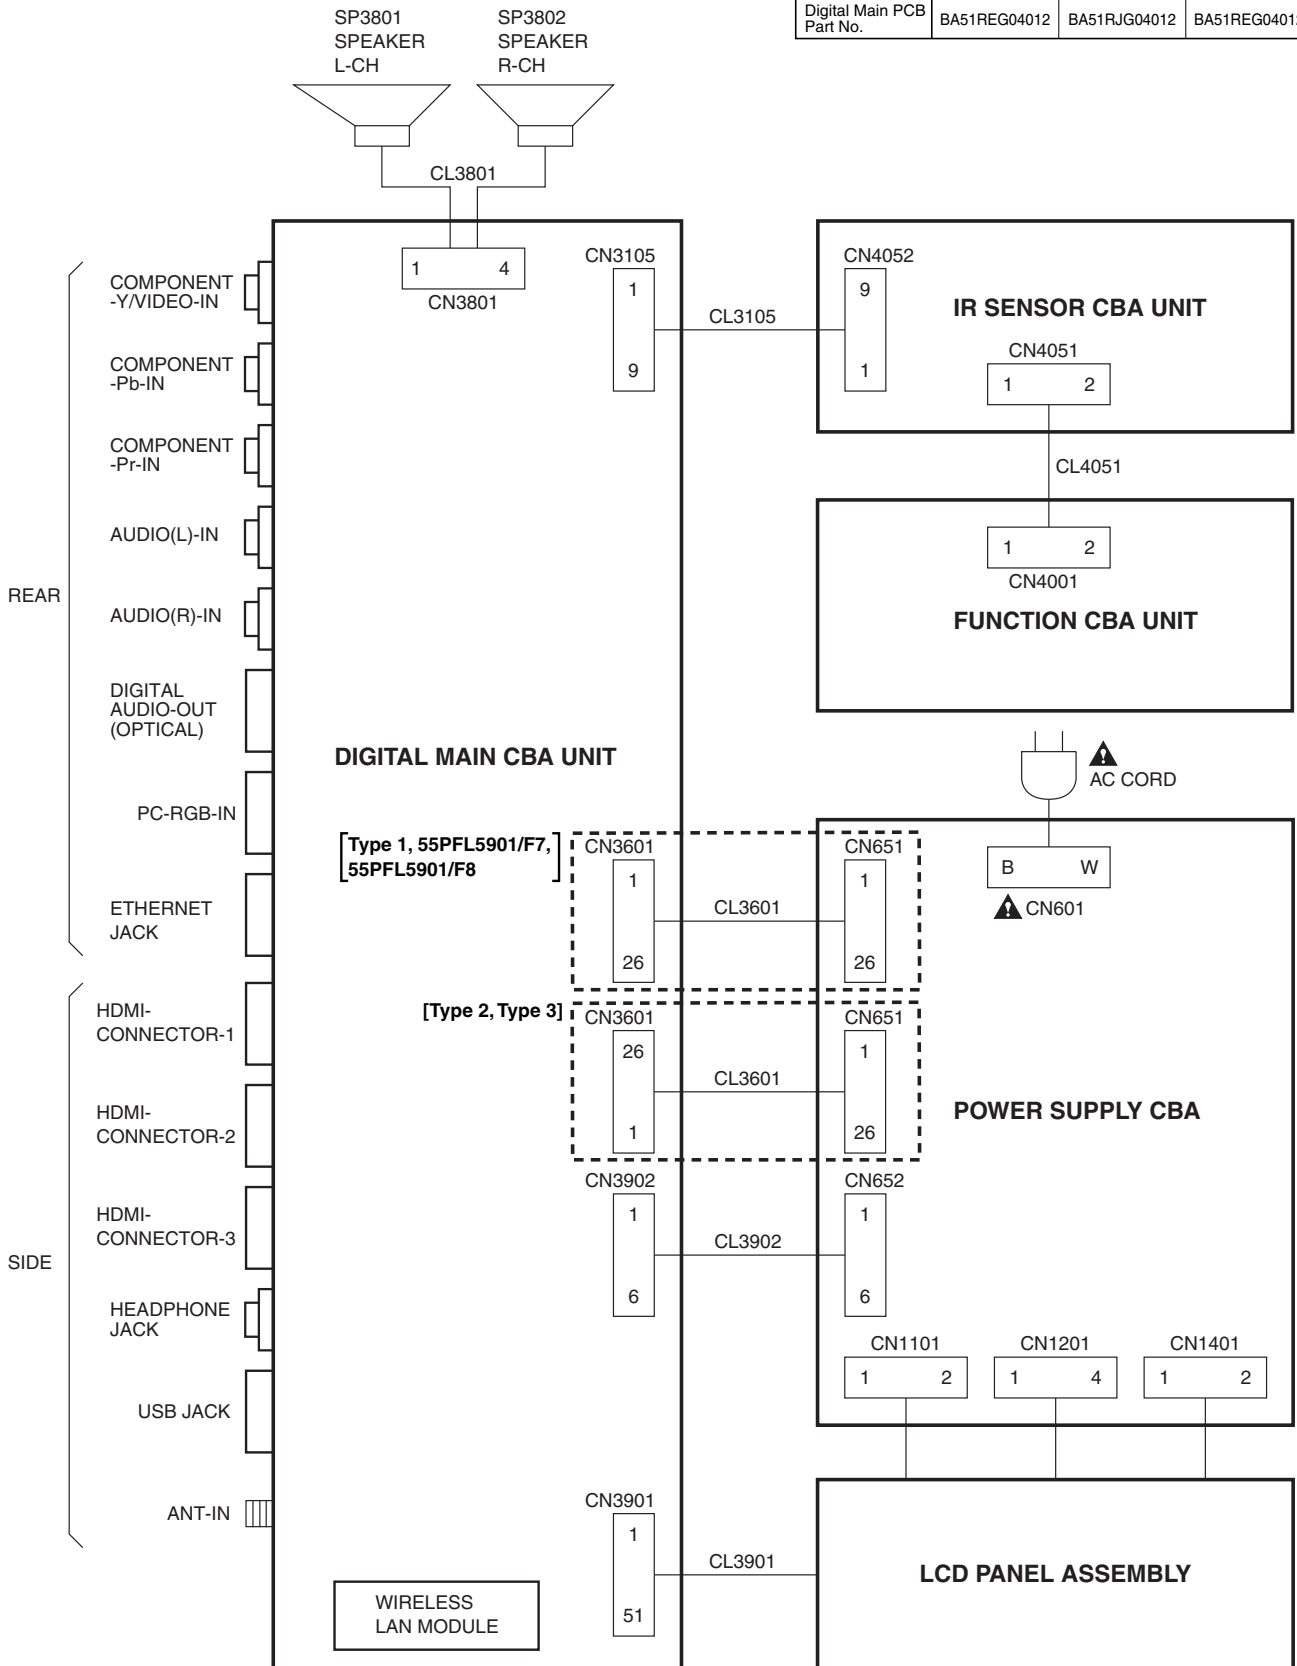 Digital Main PCB
Part No.
BA51REG04012
BA51RJG04012
SP3801
SPEAKER
L-CH
SP3802
SPEAKER
R-CH
CL3801
1 4
CN3801
CN3105
1
9
CL3105
CN4052
9
1
IR SENSOR CBA UNIT
CN4051
1 2
CL4051
1 2
CN4001
FUNCTION CBA UNIT
REAR
COMPONENT
-Y/VIDEO-IN
COMPONENT
-Pb-IN
COMPONENT
-Pr-IN
AUDIO(L)-IN
AUDIO(R)-IN
DIGITAL
AUDIO-OUT
(OPTICAL)
PC-RGB-IN
ETHERNET
JACK
DIGITAL MAIN CBA UNIT
AC CORD
B W
CN601
[Type 1, 55PFL5901/F7,
55PFL5901/F8]
CN3601
1
26
CL3601
CN651
1
26
[Type 2, Type 3]
CN3601
26
1
CL3601
CN651
1
26
POWER SUPPLY CBA
SIDE
HDMI-
CONNECTOR-1
HDMI-
CONNECTOR-2
HDMI-
CONNECTOR-3
HEADPHONE
JACK
USB JACK
ANT-IN
CN3902
1
6
CL3902
CN652
1
6
CN1101
1 2
CN1201
1 4
CN1401
1 2
CN3901
1
51
CL3901
LCD PANEL ASSEMBLY
WIRELESS
LAN MODULE